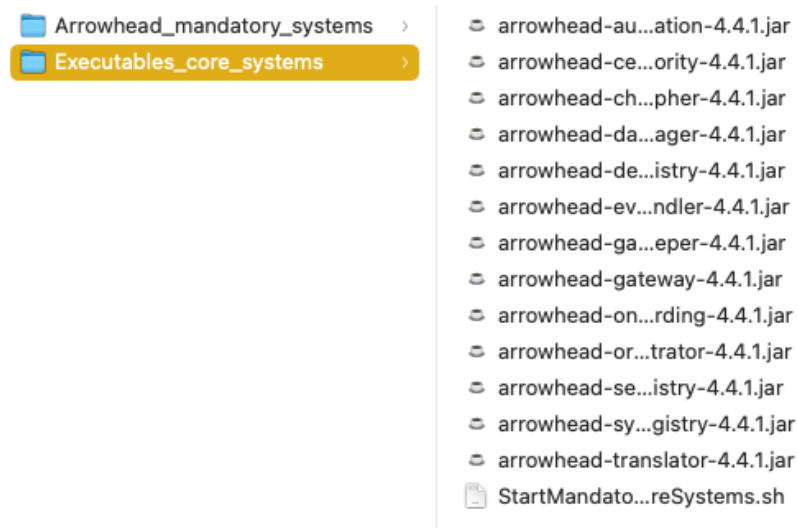 Arrowhead_mandatory_systems
Executables_core_systems
arrowhead-au...ation-4.4.1.jar
arrowhead-ce...ority-4.4.1.jar
arrowhead-ch...pher-4.4.1.jar
arrowhead-da...ager-4.4.1.jar
arrowhead-de...istry-4.4.1.jar
arrowhead-ev...ndler-4.4.1.jar
arrowhead-ga...eper-4.4.1.jar
arrowhead-gateway-4.4.1.jar
arrowhead-on...rding-4.4.1.jar
arrowhead-or...trator-4.4.1.jar
arrowhead-se...istry-4.4.1.jar
arrowhead-sy...gistry-4.4.1.jar
arrowhead-translator-4.4.1.jar
StartMandato...reSystems.sh